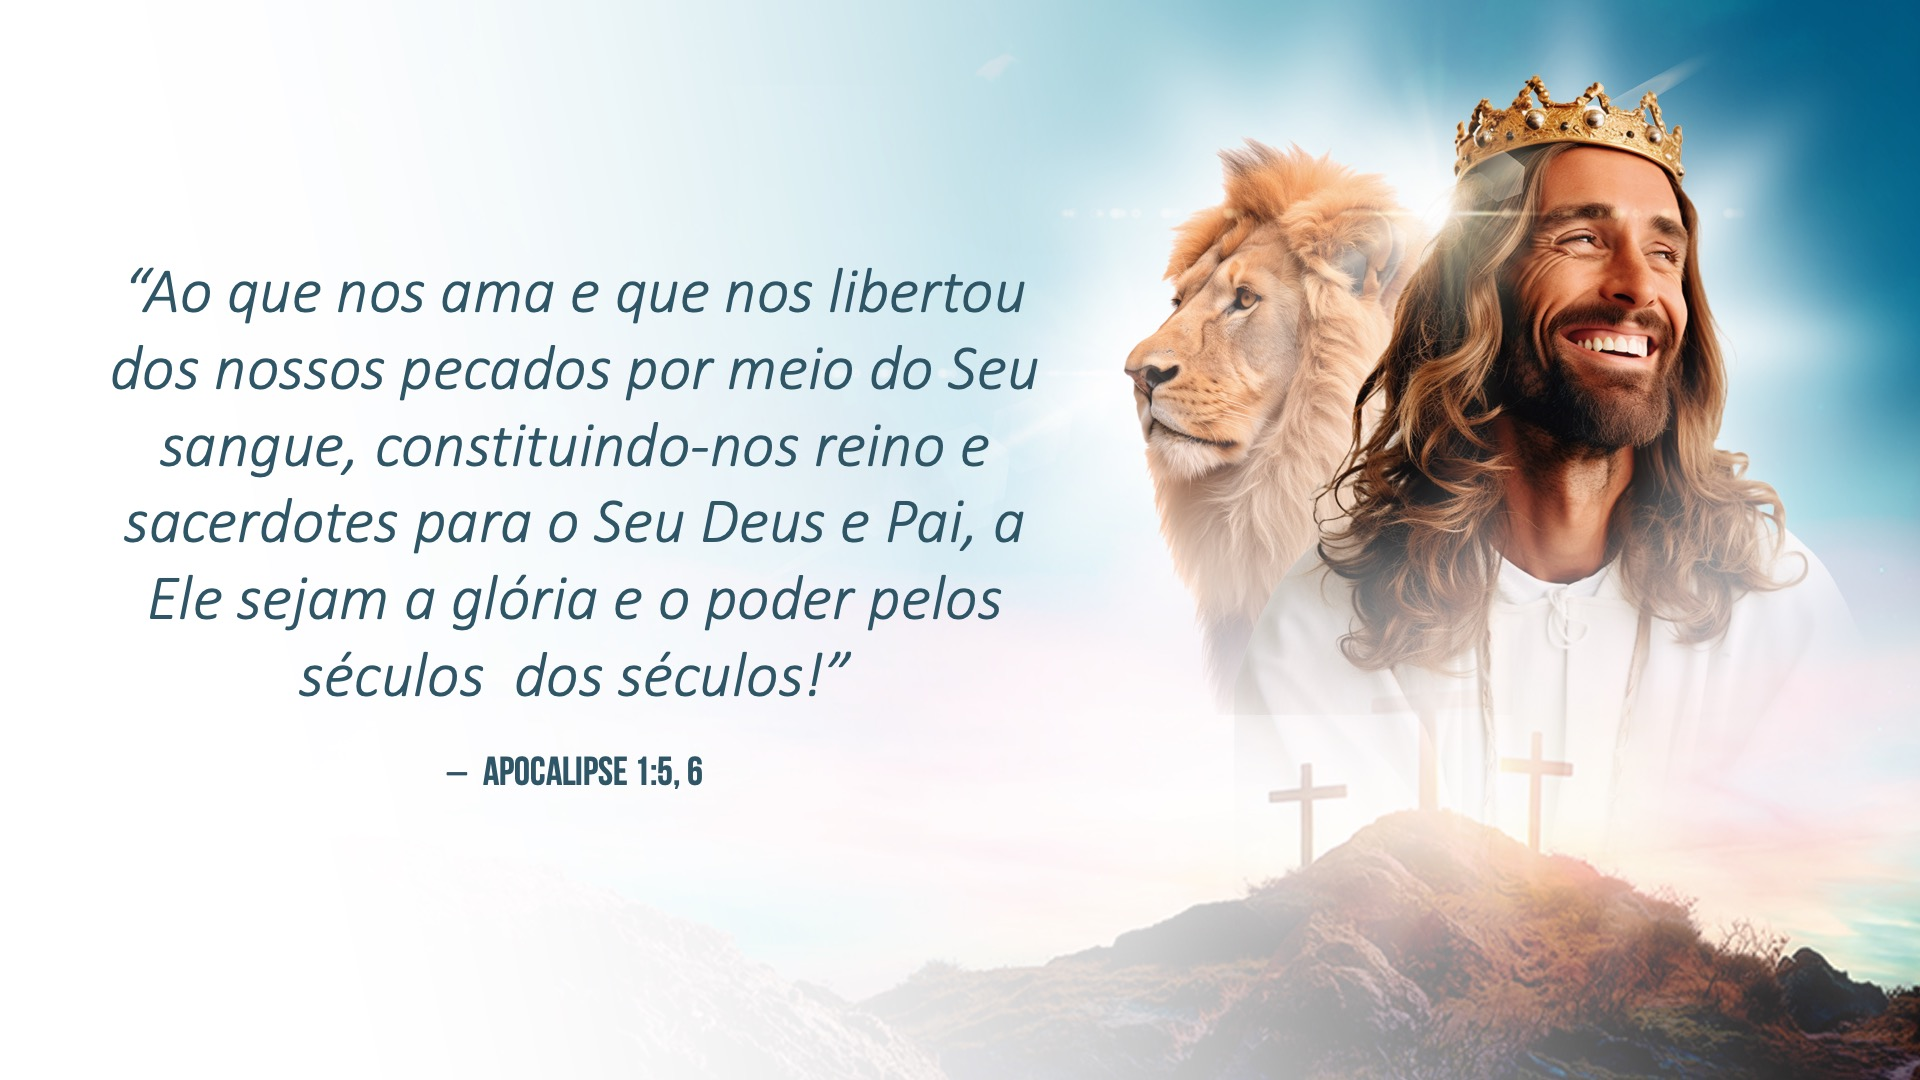 “Ao que nos ama e que nos libertou
dos nossos pecados por meio do Seu
sangue, constituindo-nos reino e
sacerdotes para o Seu Deus e Pai, a
Ele sejam a glória e o poder pelos
séculos  dos séculos!”
– APOCALIPSE 1:5, 6